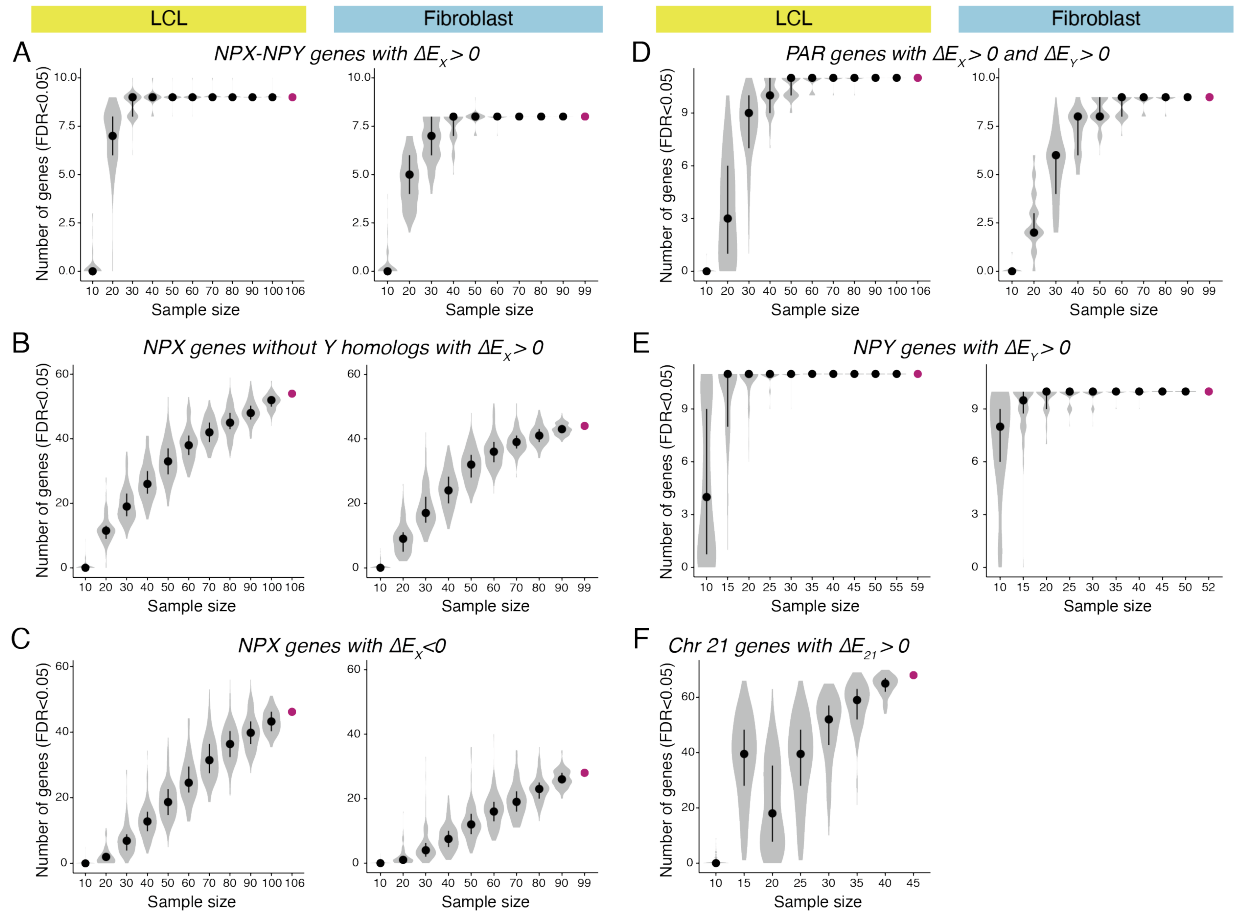 LCL Fibroblast LCL Fibroblast
A NPX-NPY genes with ΔEX> 0
Number of genes (FDR<0.05)
10.0
7.5
5.0
2.5
0.0
10 20 30 40 50 60 70 80 90 100 106
Sample size
10.0
7.5
5.0
2.5
0.0
10 20 30 40 50 60 70 80 90 99
Sample size
D PAR genes with ΔEX> 0 and ΔEY> 0
Number of genes (FDR<0.05)
9
6
3
0
10 20 30 40 50 60 70 80 90 100 106
Sample size
10.0
7.5
5.0
2.5
0.0
10 20 30 40 50 60 70 80 90 99
Sample size
B NPX genes without Y homologs with ΔEX> 0
Number of genes (FDR<0.05)
60
40
20
0
10 20 30 40 50 60 70 80 90 100 106
Sample size
60
40
20
0
10 20 30 40 50 60 70 80 90 99
Sample size
E NPY genes with ΔEY> 0
Number of genes (FDR<0.05)
9
6
3
0
10 15 20 25 30 35 40 45 50 55 59
Sample size
9
6
3
0
10 15 20 25 30 35 40 45 50 52
Sample size
C NPX genes with ΔEX<0
Number of genes (FDR<0.05)
60
40
20
0
10 20 30 40 50 60 70 80 90 100 106
Sample size
60
40
20
0
10 20 30 40 50 60 70 80 90 99
Sample size
F Chr 21 genes with ΔE21> 0
Number of genes (FDR<0.05)
60
40
20
0
10 15 20 25 30 35 40 45
Sample size